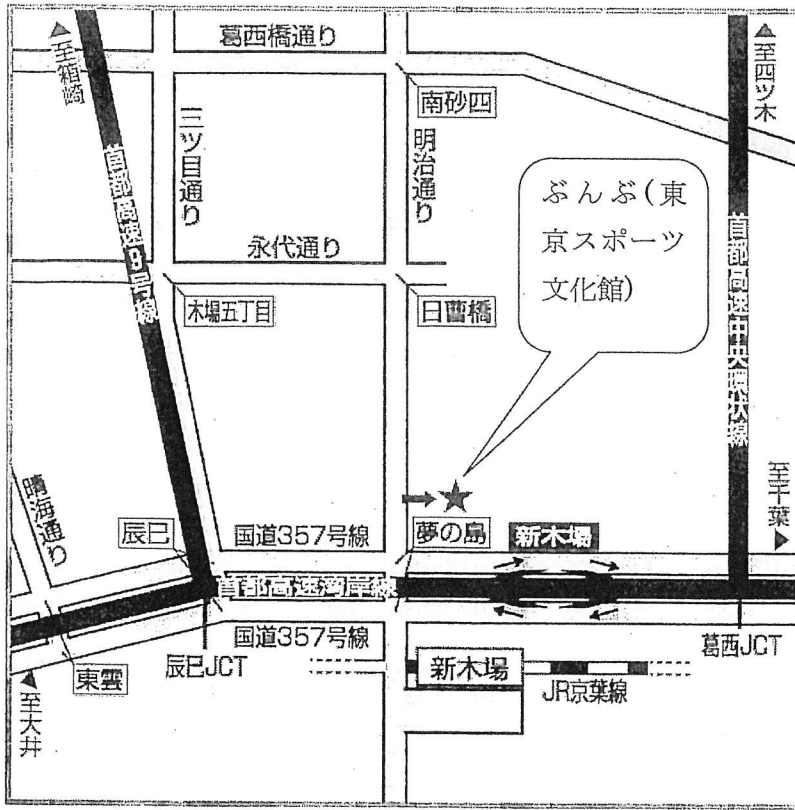 葛西橋通り
至箱崎
至四ツ木
三ツ目通り
南砂四
明治通り
首都高速9号線
ぶんぶ(東
京スポーツ
文化館)
首都高速中央環状線
永代通り
木場五丁目
日曹橋
至千葉
晴海通り
辰巳
国道357号線
夢の島
新木場
首都高速湾岸線
国道357号線
東雲
辰巳JCT
新木場
葛西JCT
JR京葉線
至大井